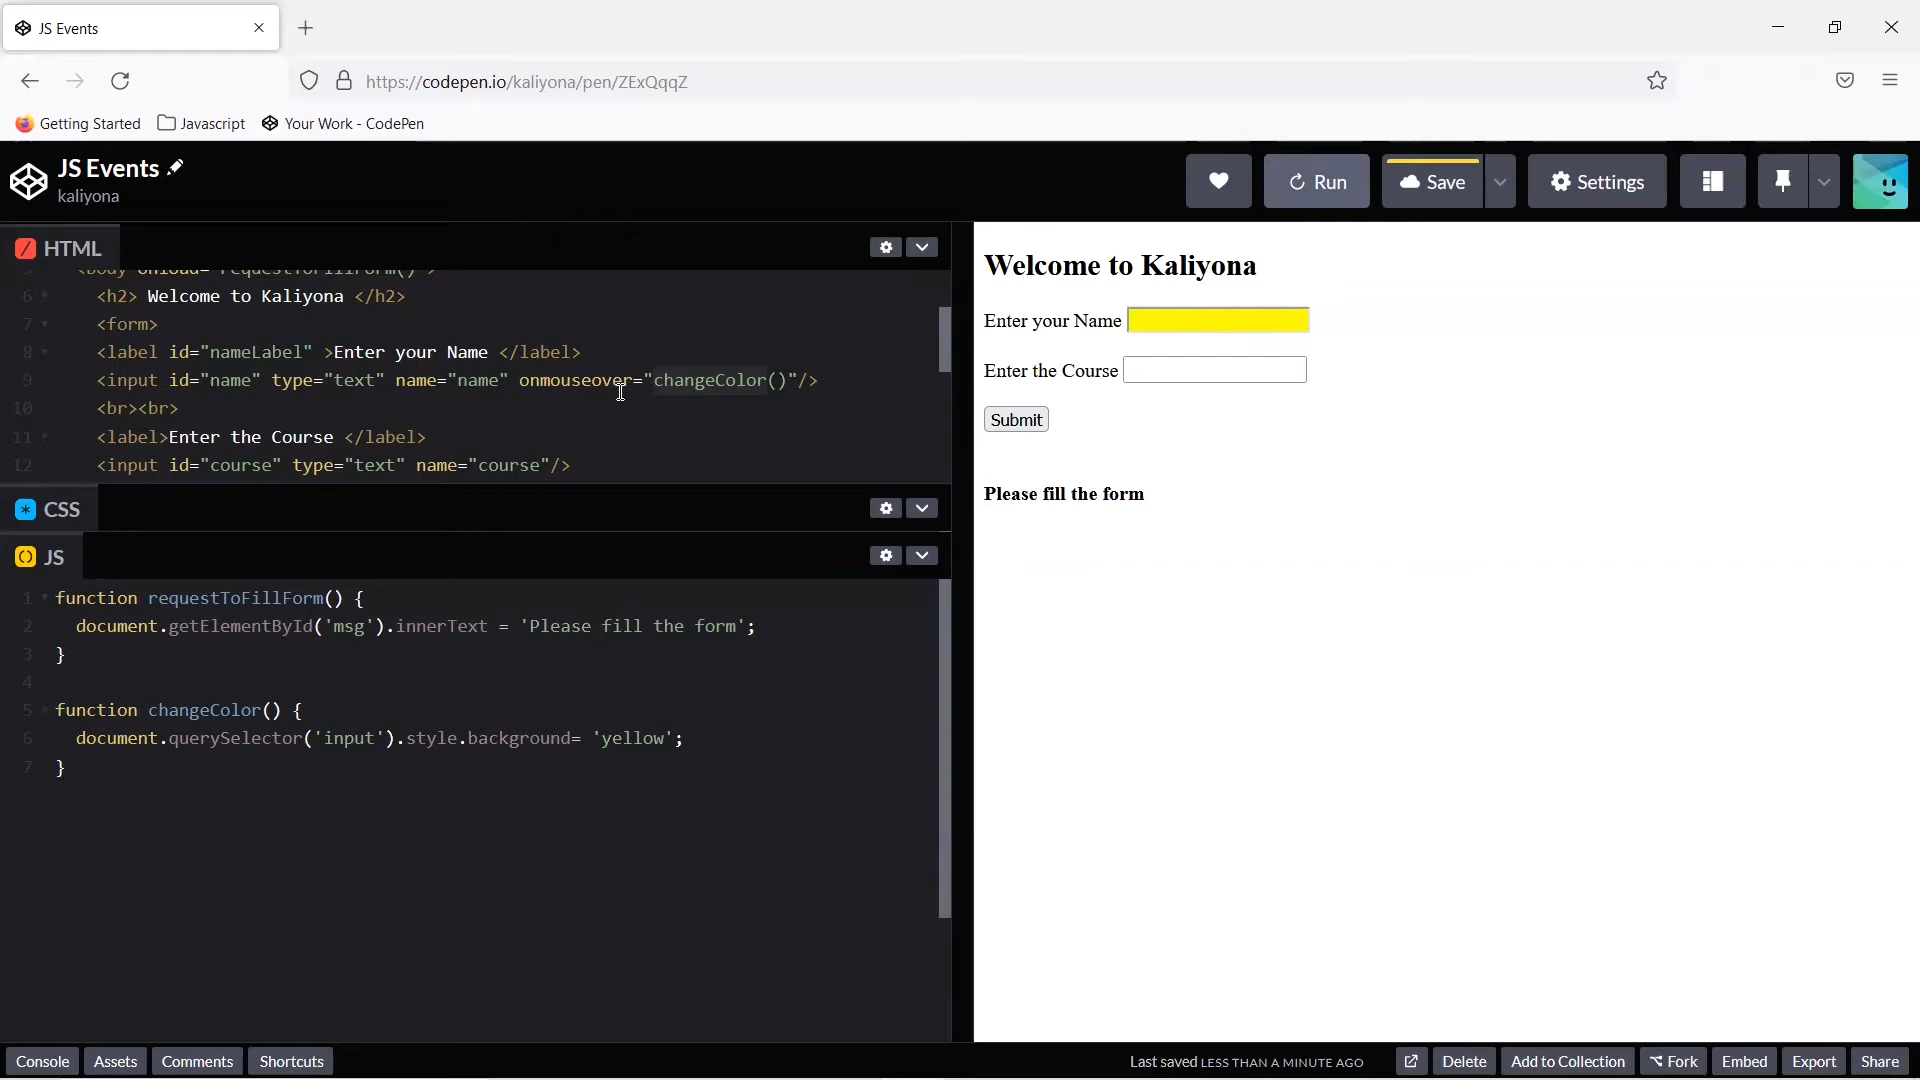 JS Events
https://codepen.io/kaliyona/pen/ZExQqqZ
Getting Started Javascript Your Work - CodePen
JS Events
kaliyona
Run Save Settings
HTML
5 <body onload="requestToFillForm()">
6 <h2> Welcome to Kaliyona </h2>
7 <form>
8 <label id="nameLabel" >Enter your Name </label>
9 <input id="name" type="text" name="name" onmouseover="changeColor()"/>
10 <br><br>
11 <label>Enter the Course </label>
12 <input id="course" type="text" name="course"/>
CSS
JS
1 function requestToFillForm() {
2 document.getElementById('msg').innerText = 'Please fill the form';
3 }
4
5 function changeColor() {
6 document.querySelector('input').style.background= 'yellow';
7 }
Welcome to Kaliyona
Enter your Name
Enter the Course
Submit
Please fill the form
Console Assets Comments Shortcuts
Last saved LESS THAN A MINUTE AGO Delete Add to Collection Fork Embed Export Share